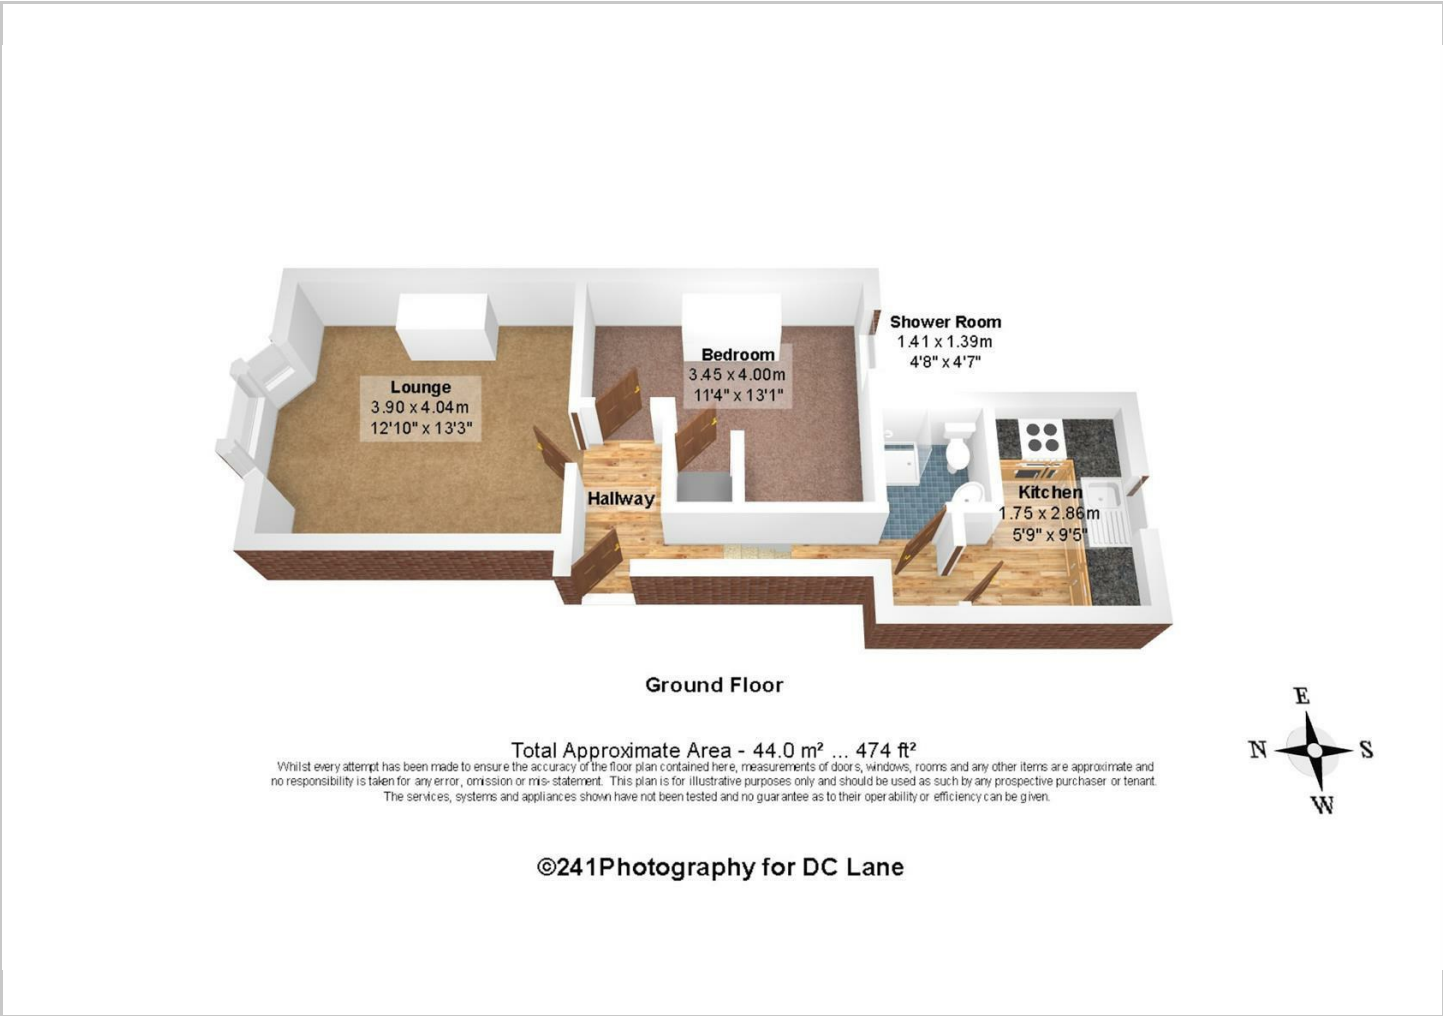 Lounge
3.90 x 4.04m
12'10" x 13'3"
Bedroom
3.45 x 4.00m
11'4" x 13'1"
Shower Room
1.41 x 1.39m
4'8" x 4'7"
Hallway
Kitchen
1.75 x 2.86m
5'9" x 9'5"
Ground Floor
E
N S
W
Total Approximate Area - 44.0 m² ... 474 ft²
Whilst every attempt has been made to ensure the accuracy of the floor plan contained here, measurements of doors, windows, rooms and any other items are approximate and
no responsibility is taken for any error, omission or mis-statement. This plan is for illustrative purposes only and should be used as such by any prospective purchaser or tenant.
The services, systems and appliances shown have not been tested and no guarantee as to their operability or efficiency can be given.
©241Photography for DC Lane